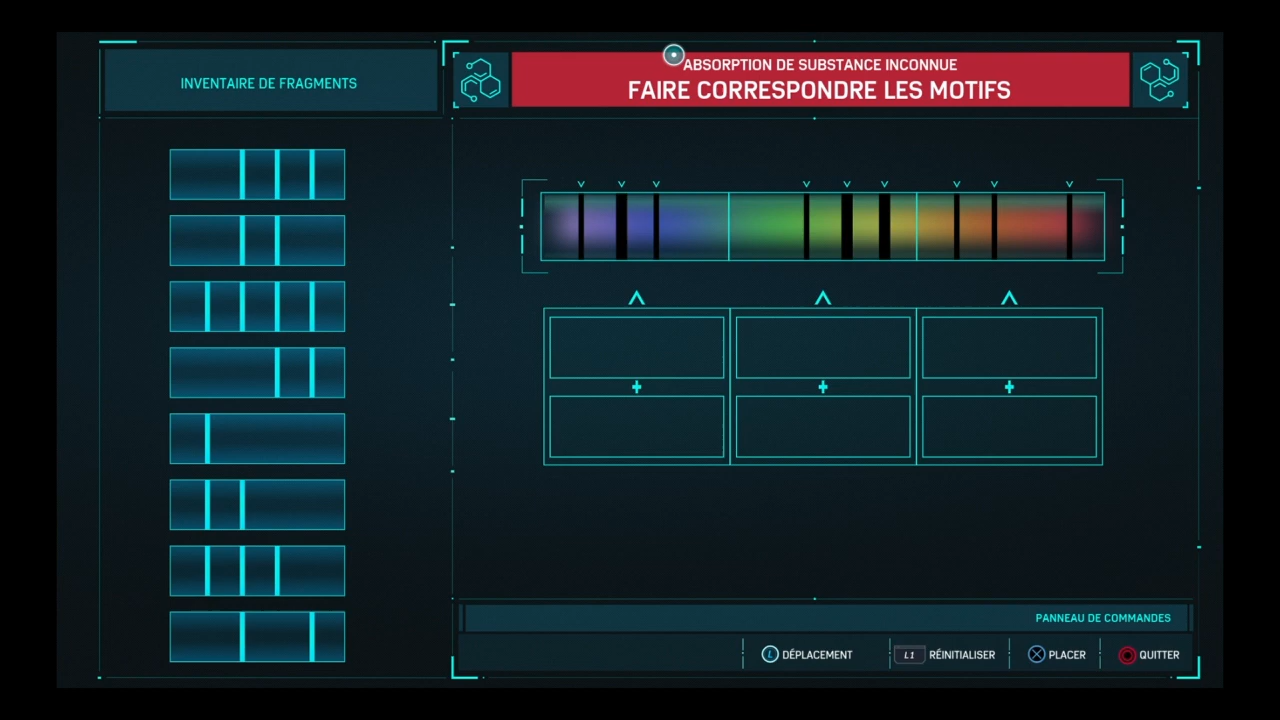 INVENTAIRE DE FRAGMENTS
ABSORPTION DE SUBSTANCE INCONNUE
FAIRE CORRESPONDRE LES MOTIFS
PANNEAU DE COMMANDES
L DÉPLACEMENT
L1 RÉINITIALISER
PLACER
QUITTER